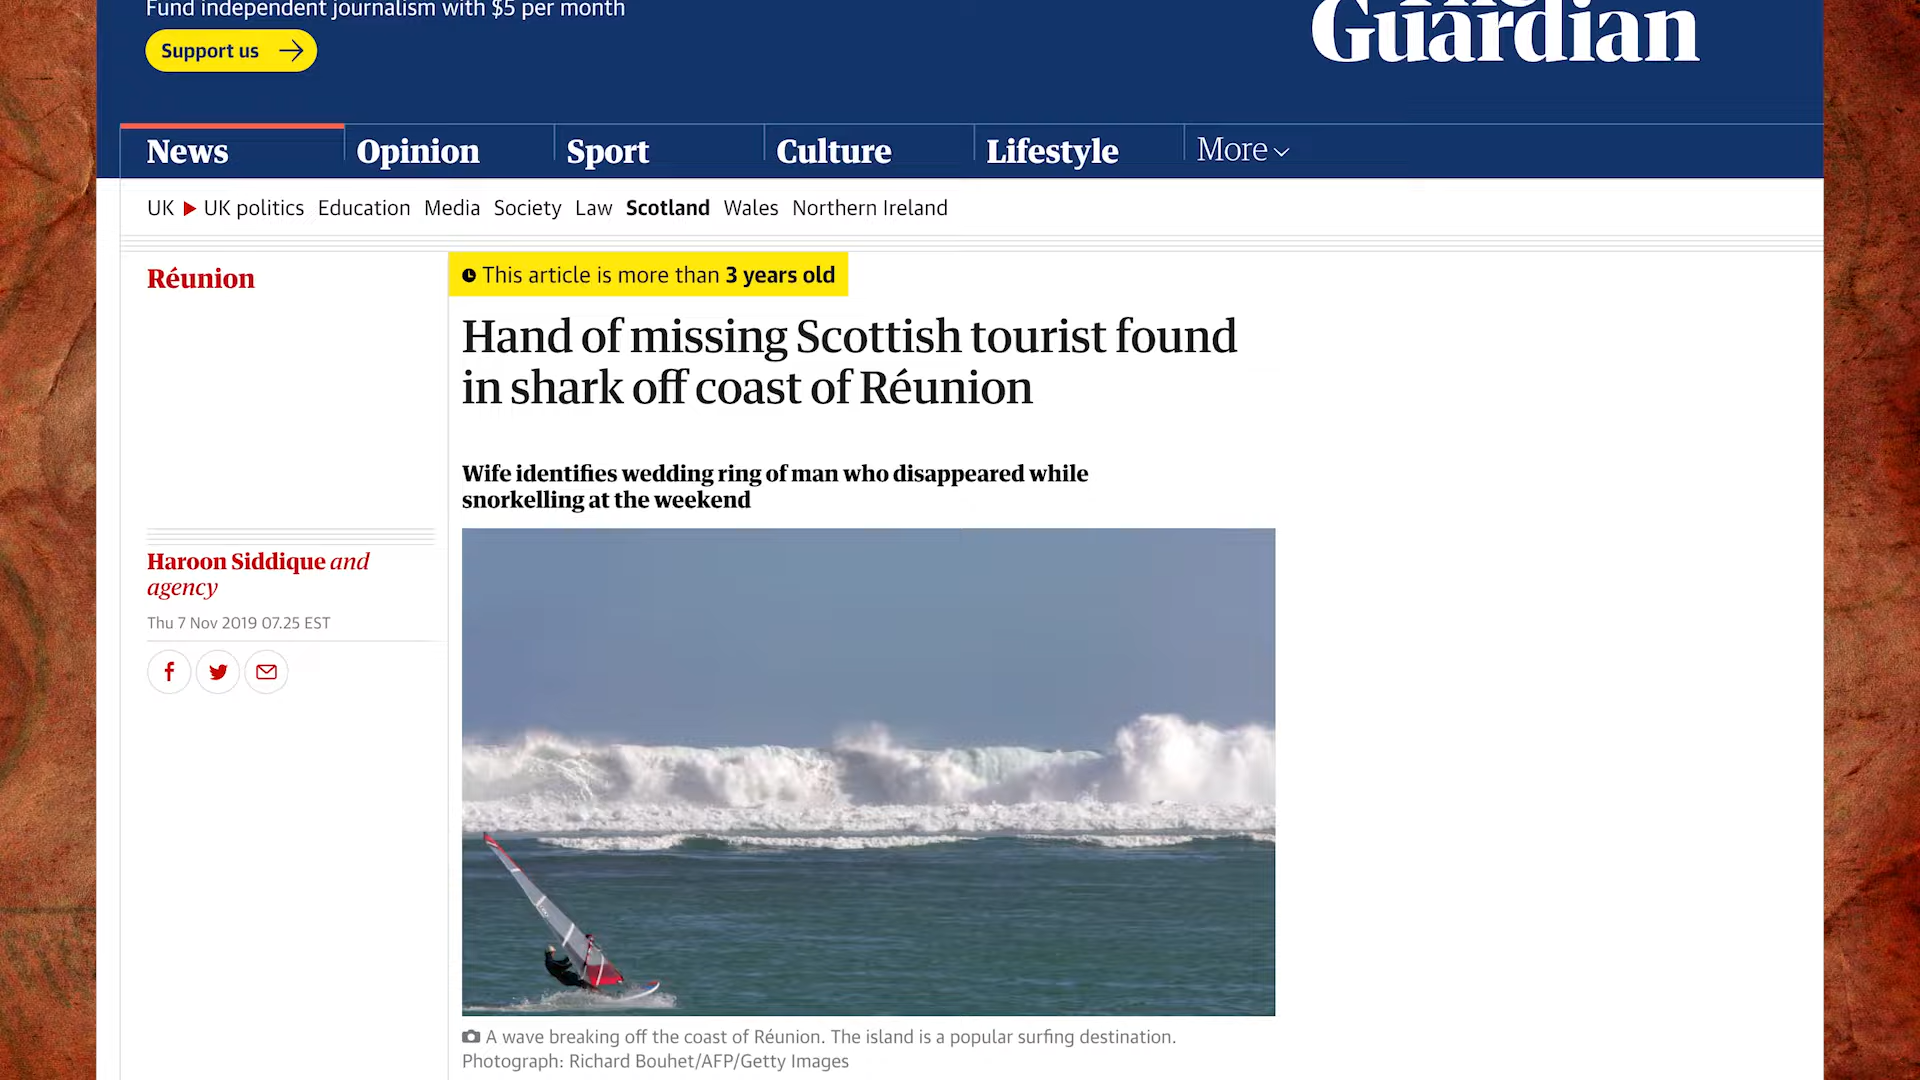 Fund independent journalism with $5 per month
Support us
The
Guardian
News
Opinion
Sport
Culture
Lifestyle
More
UK
UK politics
Education
Media
Society
Law
Scotland
Wales
Northern Ireland
Réunion
This article is more than 3 years old
Hand of missing Scottish tourist found
in shark off coast of Réunion
Wife identifies wedding ring of man who disappeared while
snorkelling at the weekend
Haroon Siddique and
agency
Thu 7 Nov 2019 07.25 EST
A wave breaking off the coast of Réunion. The island is a popular surfing destination.
Photograph: Richard Bouhet/AFP/Getty Images